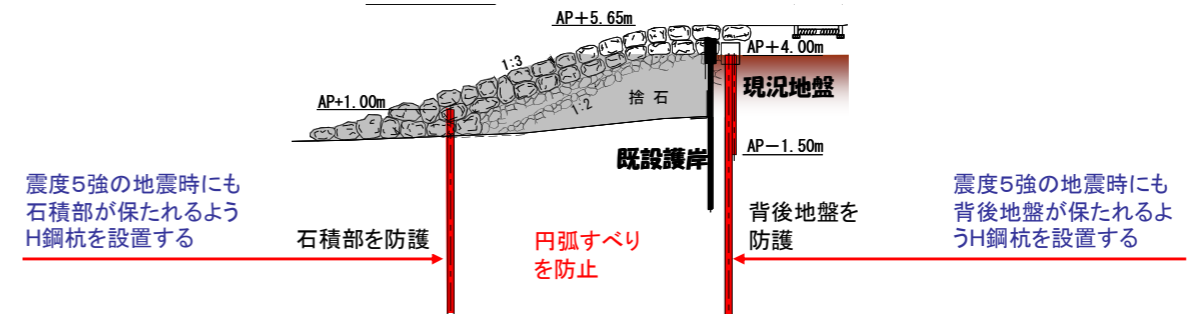 AP＋5.65m
AP＋4.00m
1:3
現況地盤
AP+1.00m
捨 石
1:2
AP－1.50m
既設護岸
震度5強の地震時にも
石積部が保たれるよう
H鋼杭を設置する
石積部を防護
円弧すべり
を防止
背後地盤を
防護
震度5強の地震時にも
背後地盤が保たれるよ
うH鋼杭を設置する